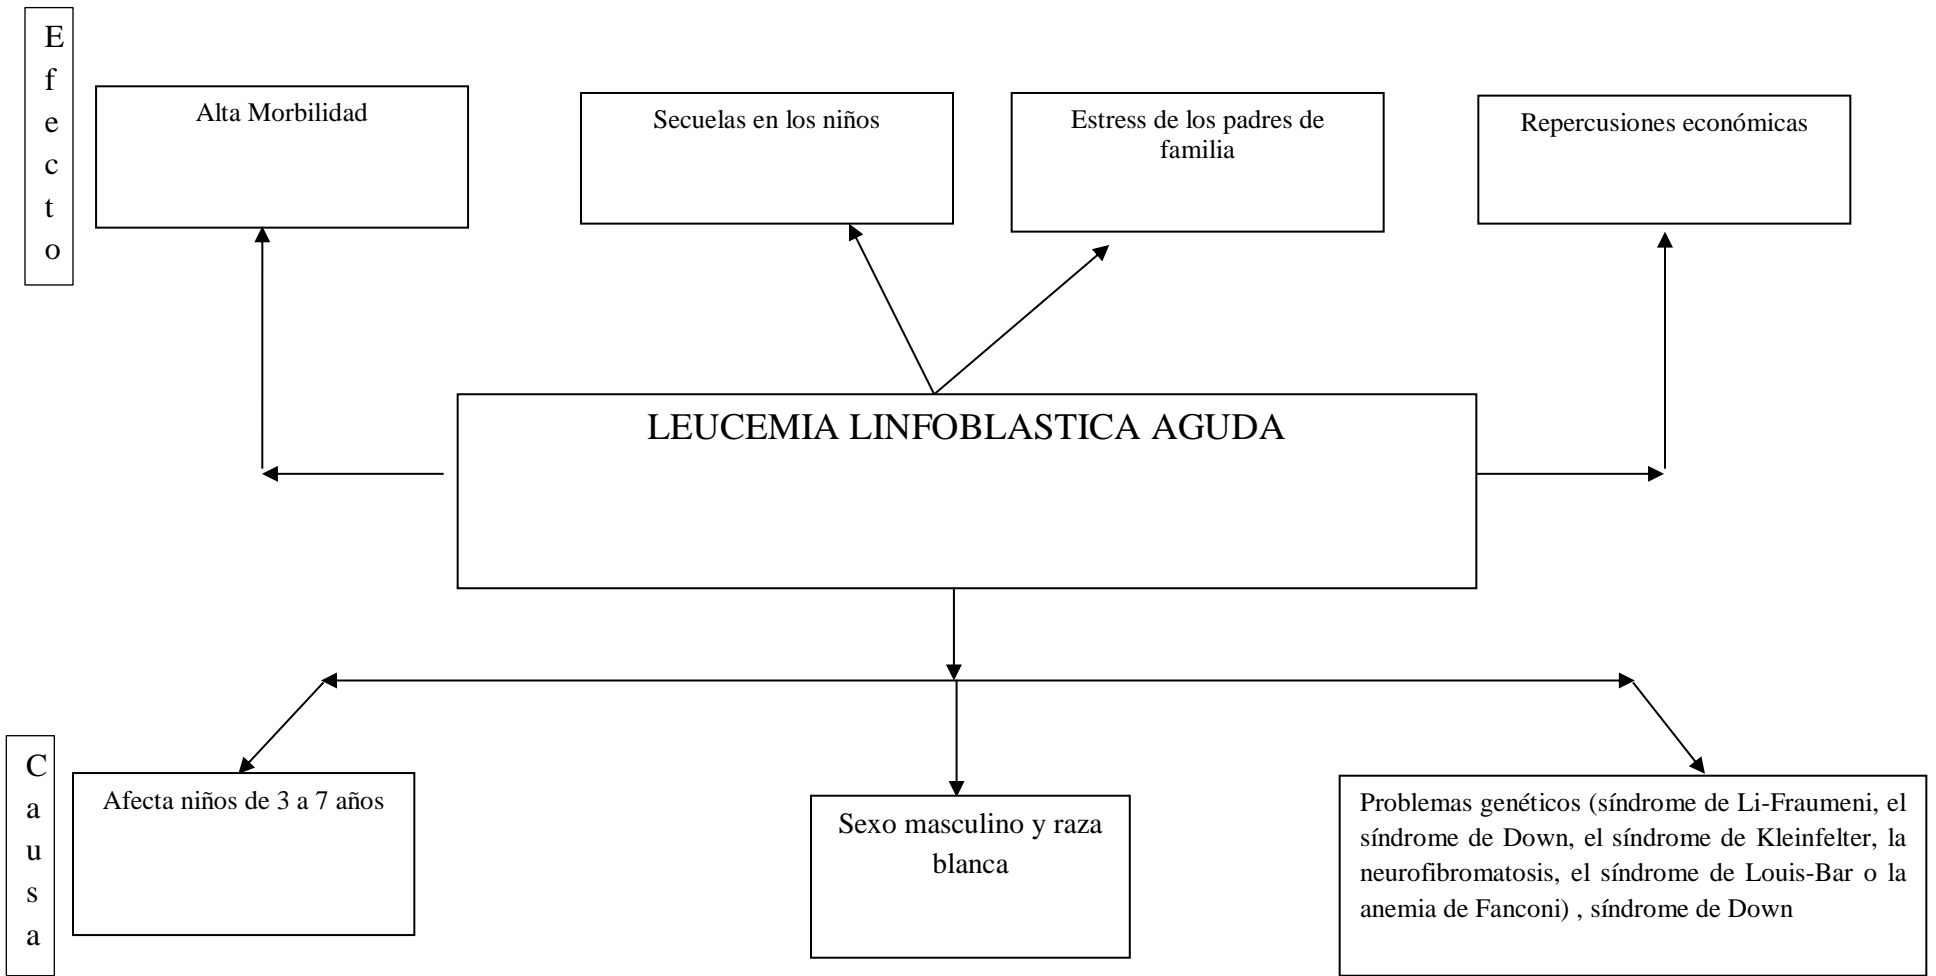 Efecto
Alta Morbilidad
Secuelas en los niños
Estress de los padres de
familia
Repercusiones económicas
LEUCEMIA LINFOBLASTICA AGUDA
Causa
Afecta niños de 3 a 7 años
Sexo masculino y raza
blanca
Problemas genéticos (síndrome de Li-Fraumeni, el
síndrome de Down, el síndrome de Kleinfelter, la
neurofibromatosis, el síndrome de Louis-Bar o la
anemia de Fanconi) , síndrome de Down